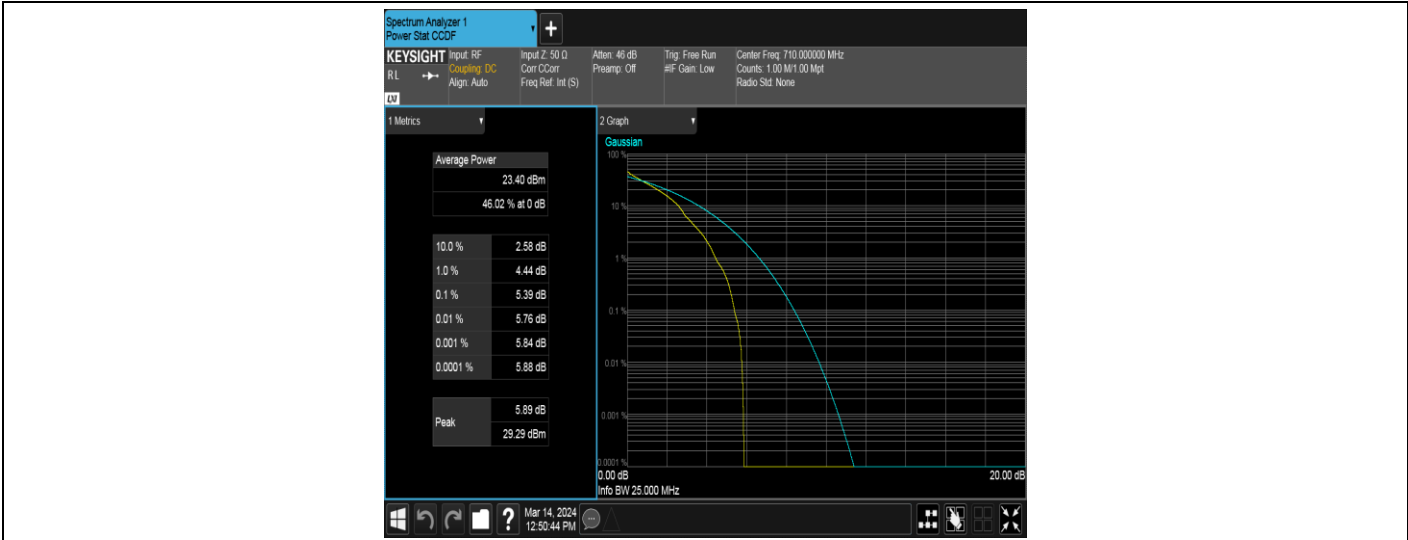 Spectrum Analyzer 1
Power Stat CCDF
+
KEYSIGHT
RL
LXI
Input: RF
Coupling: DC
Align: Auto
Input Z: 50 Ω
Corr CCorr
Freq Ref: Int (S)
Atten: 46 dB
Preamp: Off
Trig: Free Run
#IF Gain: Low
Center Freq: 710.000000 MHz
Counts: 1.00 M/1.00 Mpt
Radio Std: None
1 Metrics
Average Power
23.40 dBm
46.02 % at 0 dB
10.0 % 2.58 dB
1.0 % 4.44 dB
0.1 % 5.39 dB
0.01 % 5.76 dB
0.001 % 5.84 dB
0.0001 % 5.88 dB
Peak
5.89 dB
29.29 dBm
2 Graph
Gaussian
100 %
10 %
1 %
0.1 %
0.01 %
0.001 %
0.0001 %
0.00 dB 20.00 dB
Info BW 25.000 MHz
?
Mar 14, 2024
12:50:44 PM